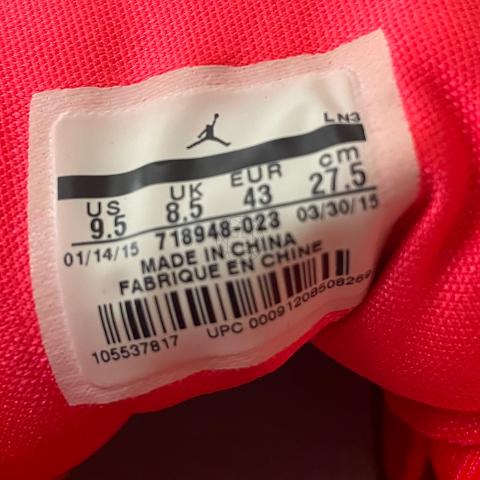 LN3
US UK EUR cm
9.5 8.5 43 27.5
01/14/15 718948-023 03/30/15
MADE IN CHINA
FABRIQUE EN CHINE
105537817 UPC 00091208508269